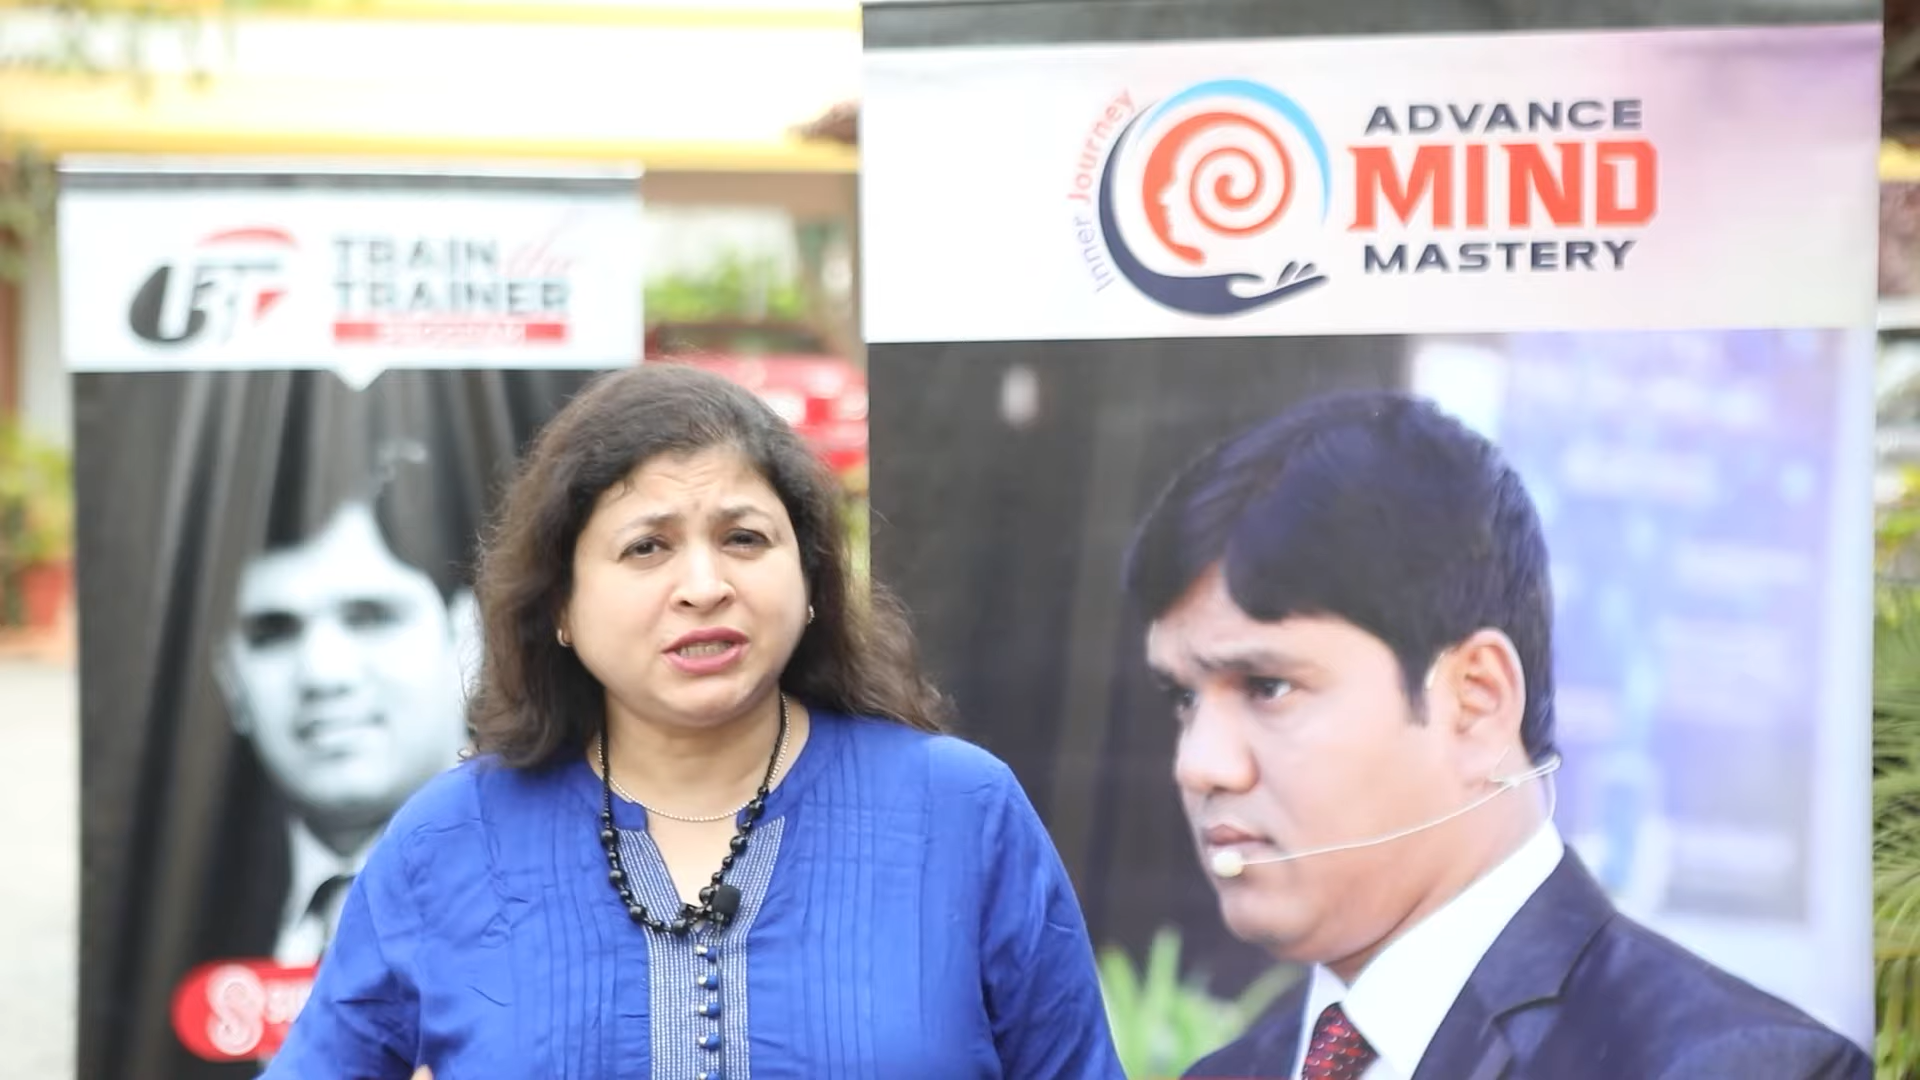 TRAIN the
TRAINER
Inner Journey
ADVANCE
MIND
MASTERY